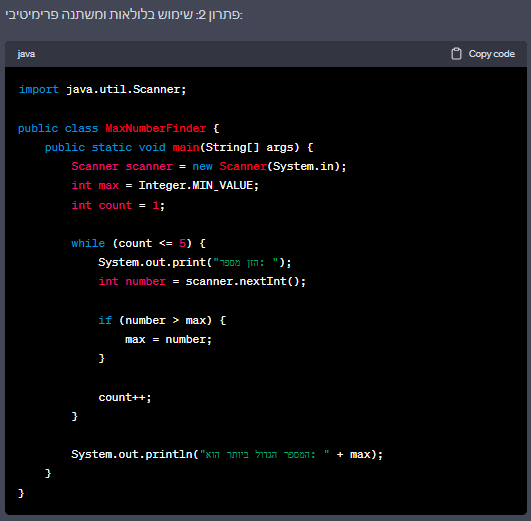 פתרון 2: שימוש בלולאות ומשתנה פרימיטיבי:
java
Copy code
import java.util.Scanner;
public class MaxNumberFinder {
public static void main(String[] args) {
Scanner scanner = new Scanner(System.in);
int max = Integer.MIN_VALUE;
int count = 1;
while (count <= 5) {
System.out.print("הזן מספר: ");
int number = scanner.nextInt();
if (number > max) {
max = number;
}
count++;
}
System.out.println("המספר הגדול ביותר הוא: " + max);
}
}